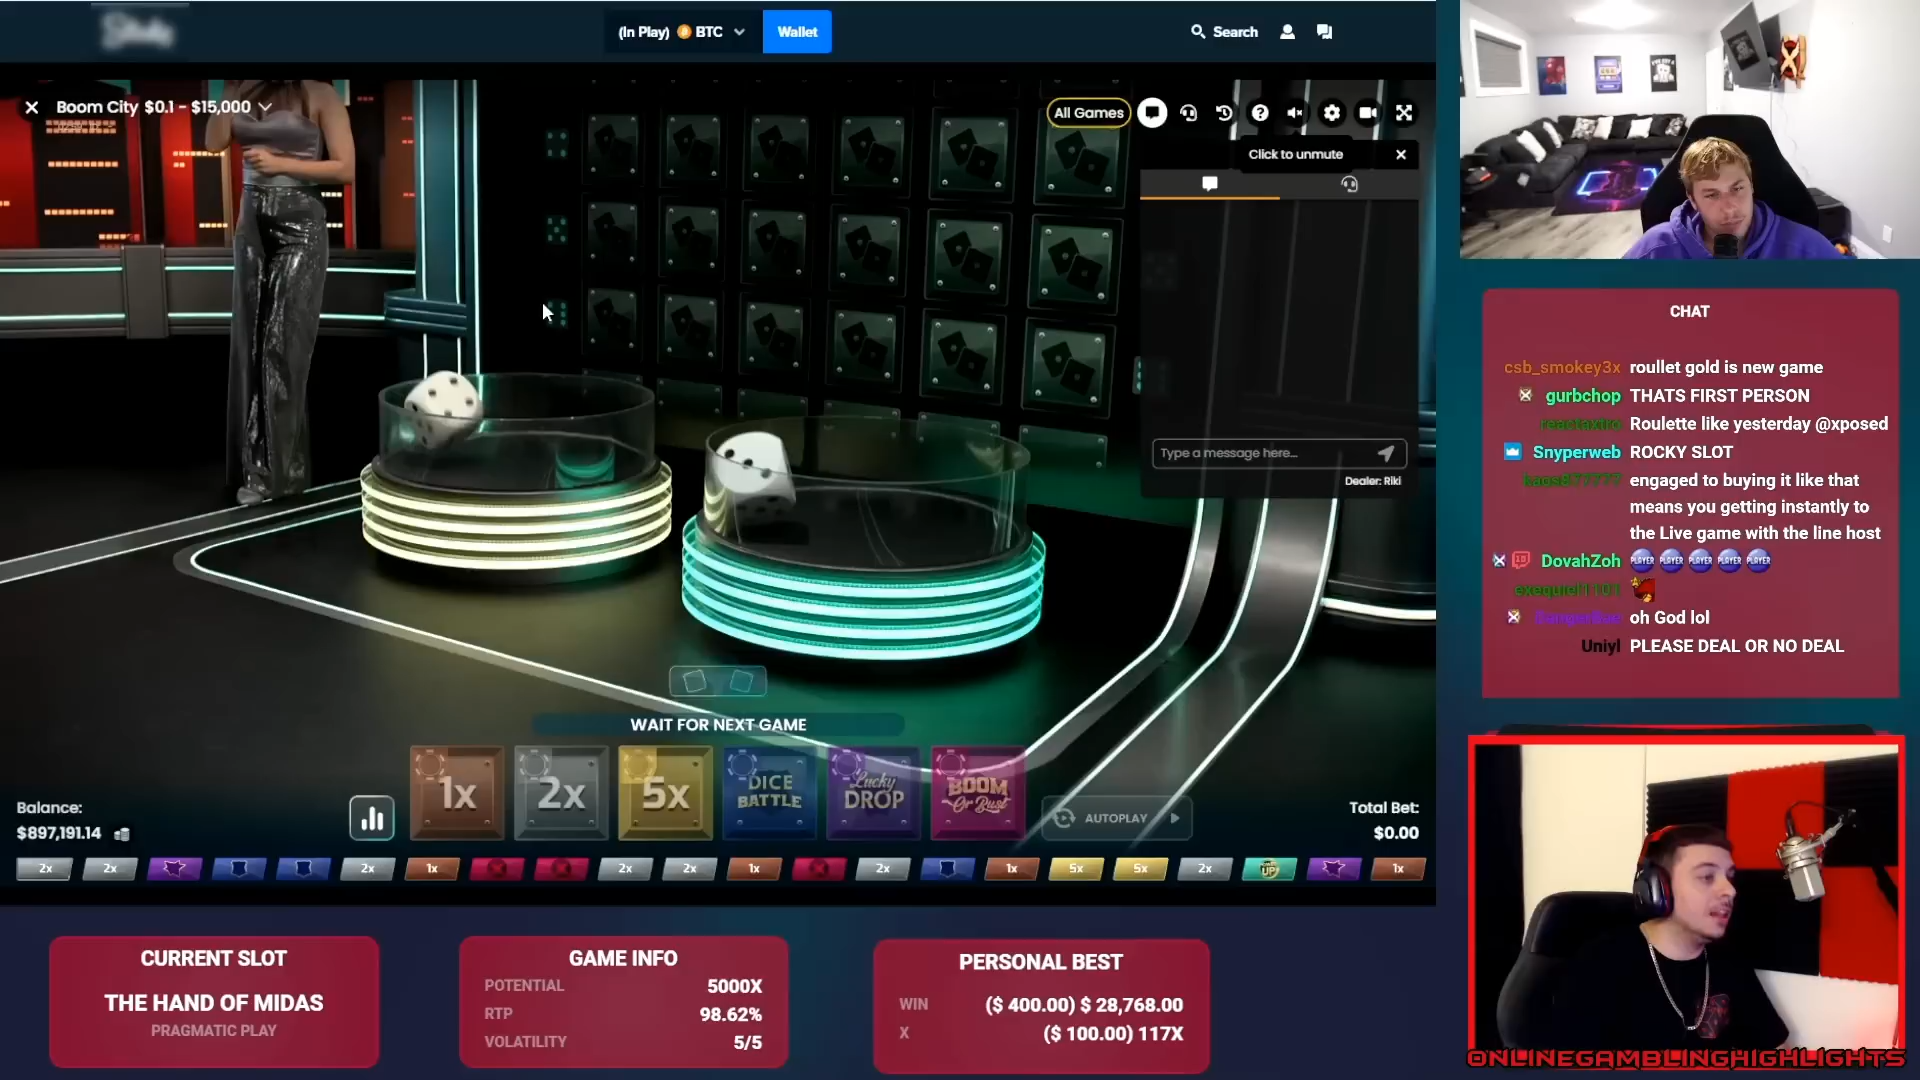 (In Play) BTC
Wallet
Search
Boom City $0.1 - $15,000
All Games
Click to unmute
Type a message here...
Dealer: Riki
WAIT FOR NEXT GAME
1x
2x
5x
DICE BATTLE
Lucky DROP
BOOM Or Bust
AUTOPLAY
Balance:
$897,191.14
Total Bet:
$0.00
2x 2x 2x 1x 2x 2x 1x 2x 1x 5x 5x 2x UP 1x
CURRENT SLOT
THE HAND OF MIDAS
PRAGMATIC PLAY
GAME INFO
POTENTIAL 5000X
RTP 98.62%
VOLATILITY 5/5
PERSONAL BEST
WIN ($ 400.00) $ 28,768.00
X ($ 100.00) 117X
CHAT
csb_smokey3x roullet gold is new game
gurbchop THATS FIRST PERSON
Roulette like yesterday @xposed
Snyperweb ROCKY SLOT
engaged to buying it like that
means you getting instantly to
the Live game with the line host
DovahZoh PLAYER PLAYER PLAYER PLAYER PLAYER
exequiel1101
oh God lol
Uniyl PLEASE DEAL OR NO DEAL
ONLINEGAMBLINGHIGHLIGHTS